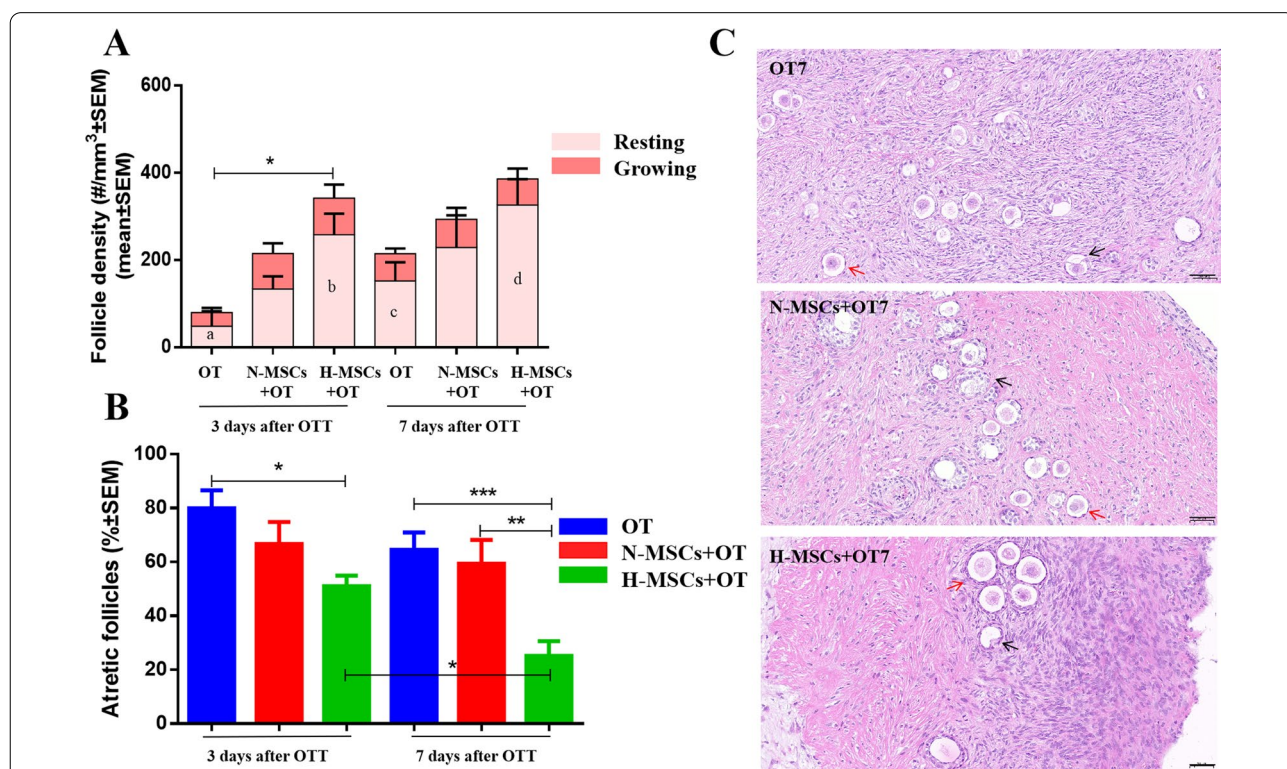 A
Follicle density (#/mm³±SEM)
(mean±SEM)
600
400
200
0
*
Resting
Growing
a
b
c
d
OT
N-MSCs
+OT
H-MSCs
+OT
OT
N-MSCs
+OT
H-MSCs
+OT
3 days after OTT
7 days after OTT
B
Atretic follicles (%±SEM)
100
80
60
40
20
0
*
***
**
*
OT
N-MSCs+OT
H-MSCs+OT
3 days after OTT
7 days after OTT
C
OT7
N-MSCs+OT7
H-MSCs+OT7